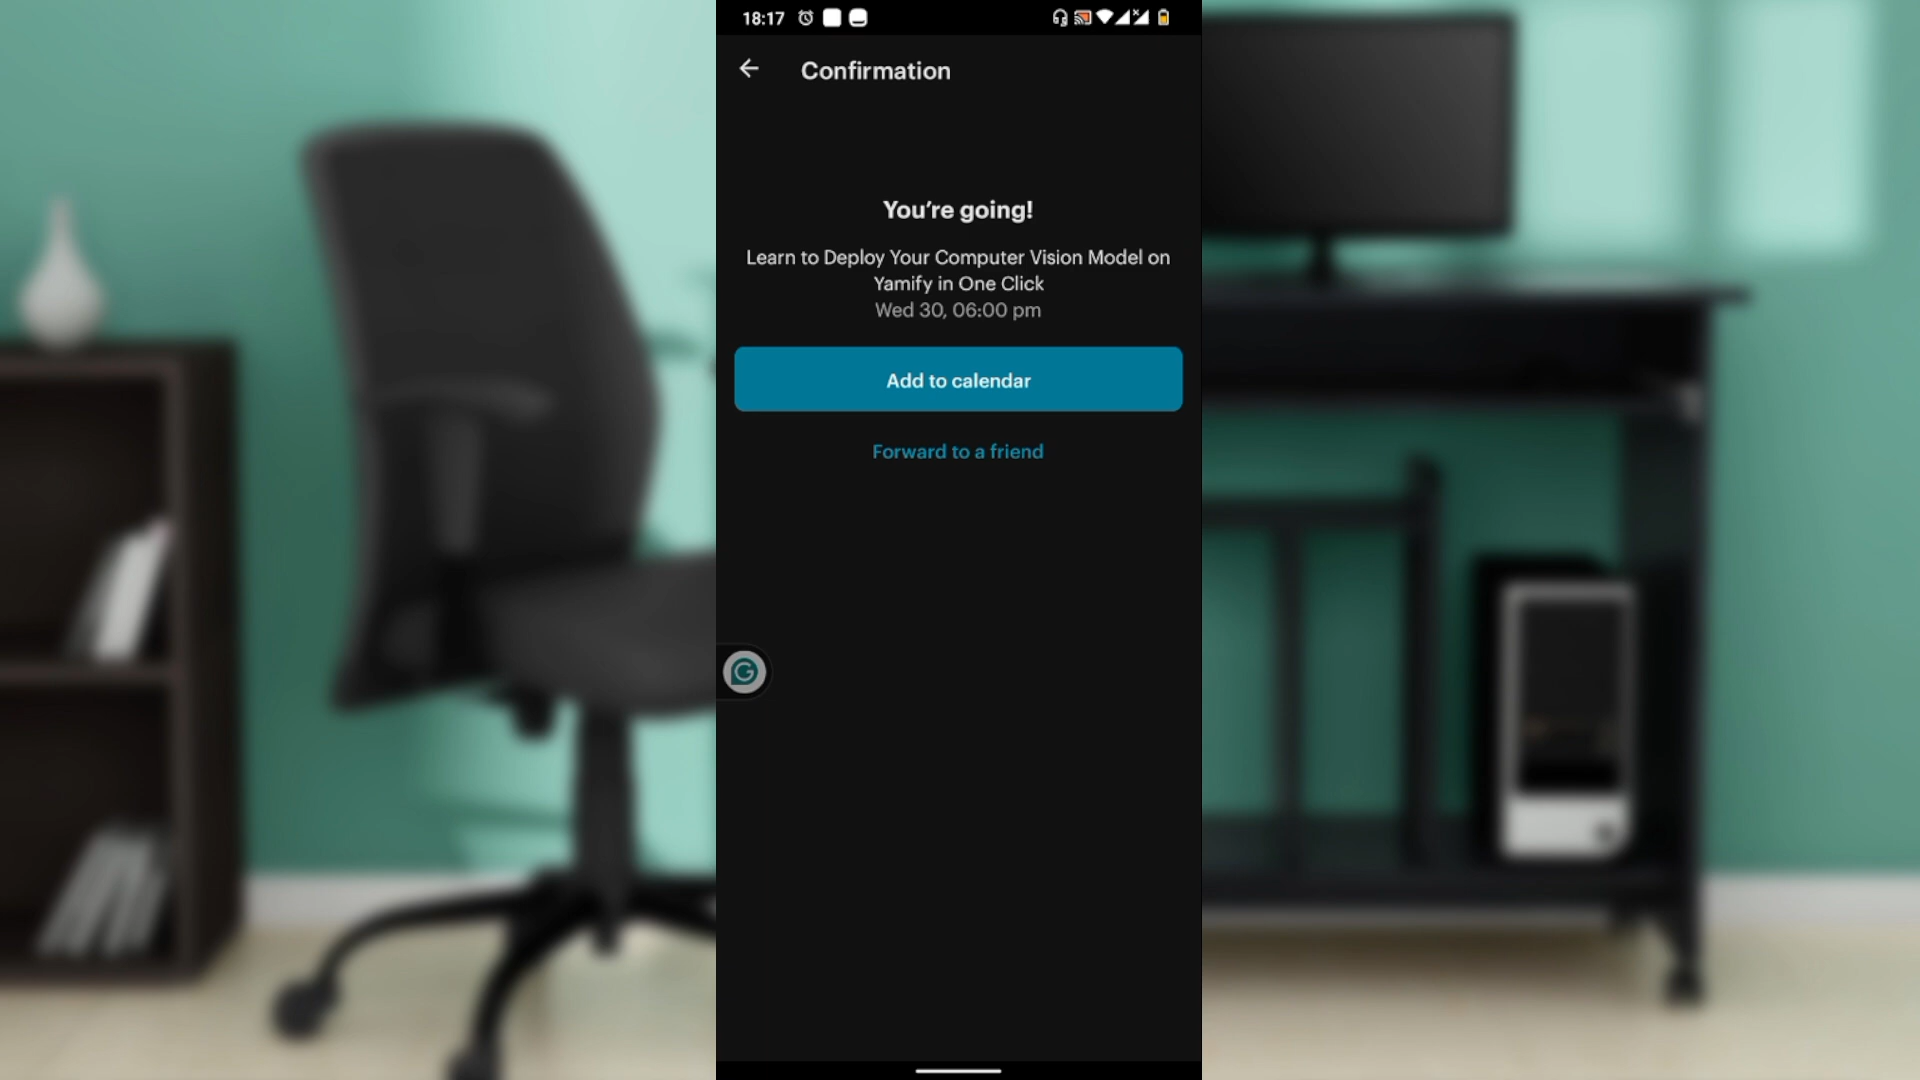 18:17
Confirmation
You're going!
Learn to Deploy Your Computer Vision Model on
Yamify in One Click
Wed 30, 06:00 pm
Add to calendar
Forward to a friend